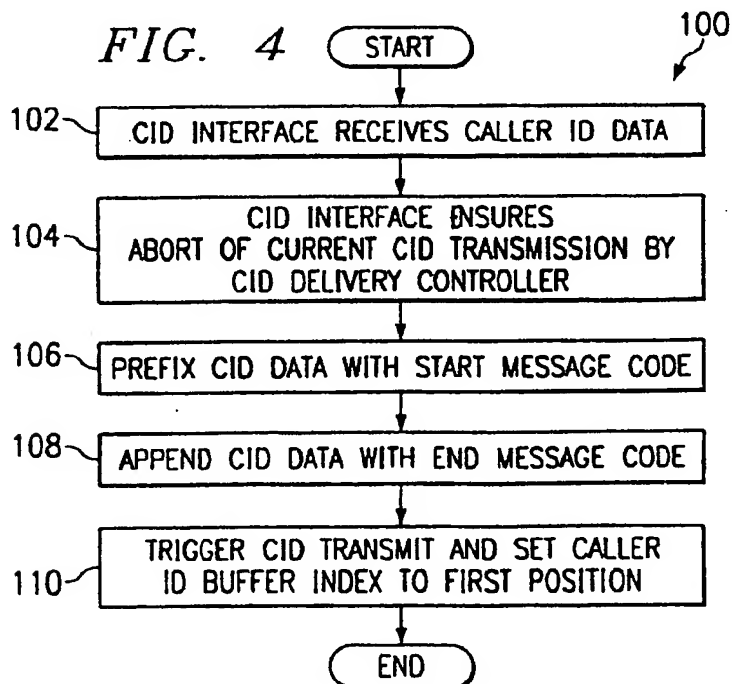 FIG. 4
START
100
102
CID INTERFACE RECEIVES CALLER ID DATA
104
CID INTERFACE ENSURES
ABORT OF CURRENT CID TRANSMISSION BY
CID DELIVERY CONTROLLER
106
PREFIX CID DATA WITH START MESSAGE CODE
108
APPEND CID DATA WITH END MESSAGE CODE
110
TRIGGER CID TRANSMIT AND SET CALLER
ID BUFFER INDEX TO FIRST POSITION
END